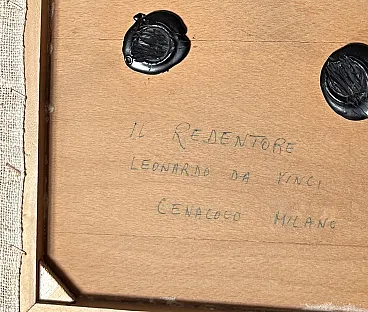 IL REDENTORE
LEONARDO DA VINCI
CENACOLO MILANO